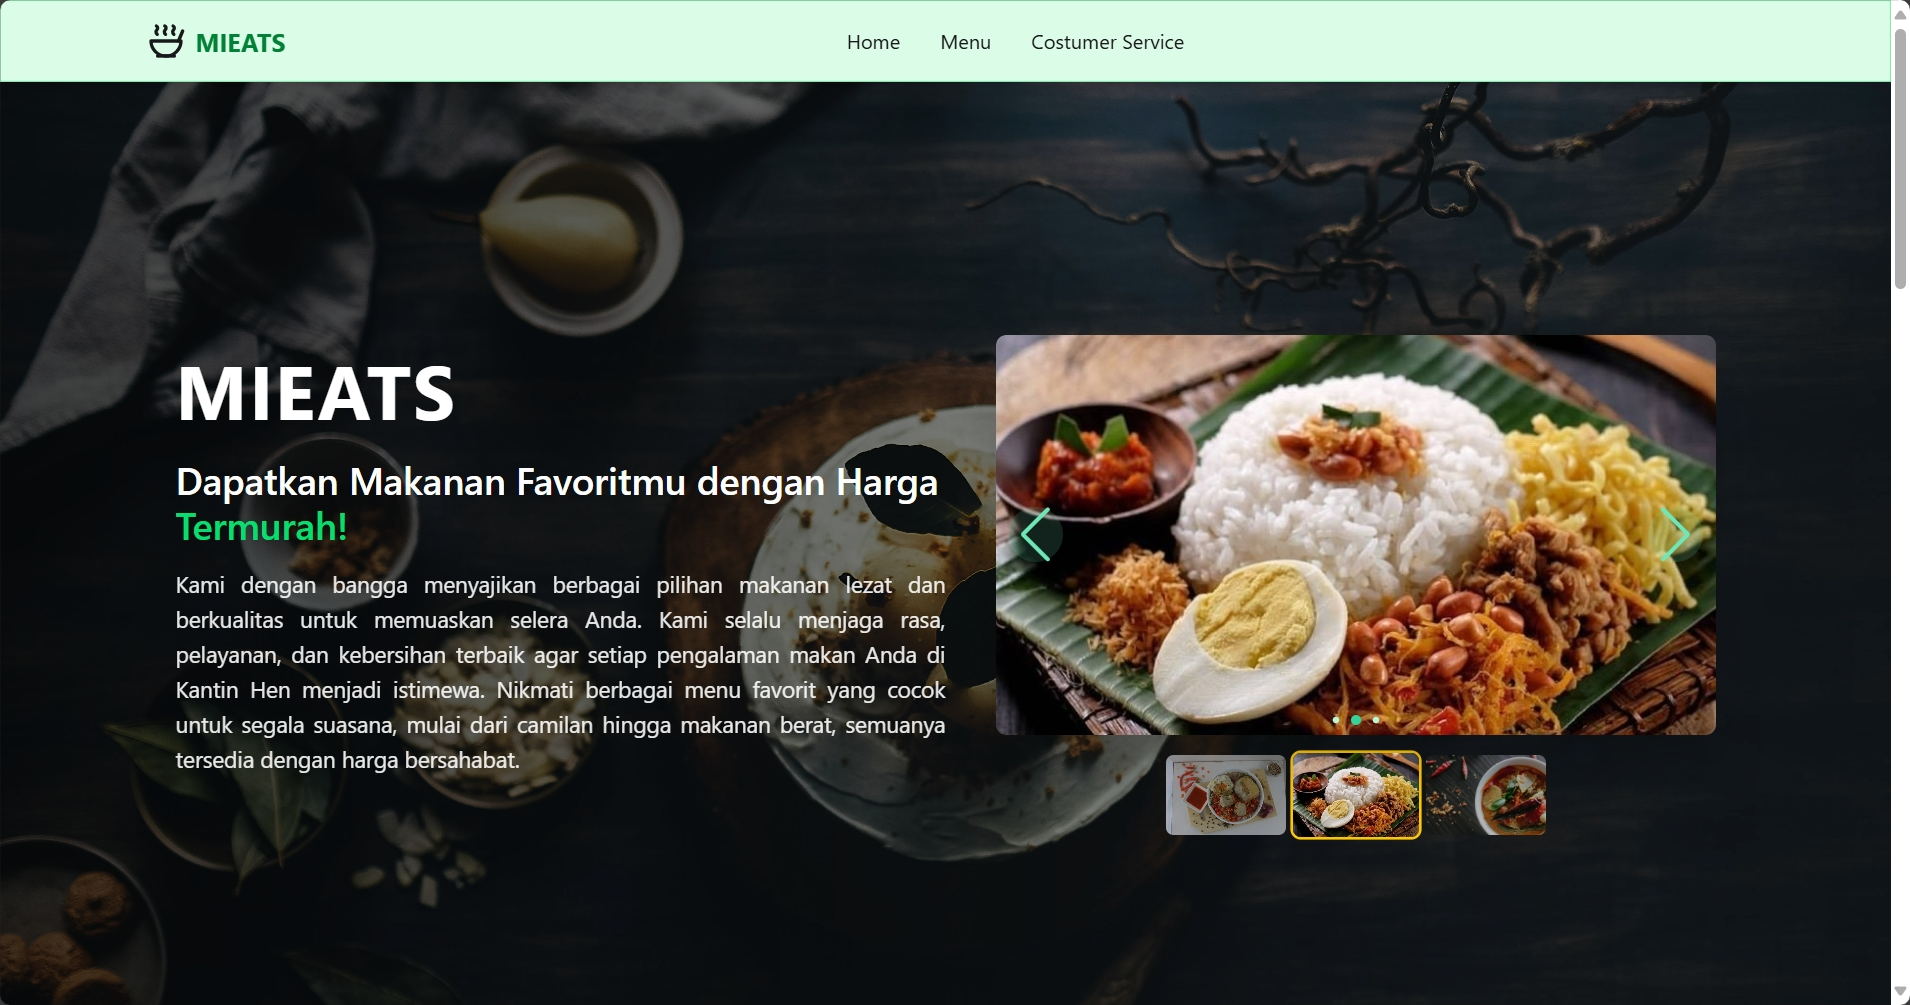 MIEATS
Home Menu Costumer Service
MIEATS
Dapatkan Makanan Favoritmu dengan Harga
Termurah!
Kami dengan bangga menyajikan berbagai pilihan makanan lezat dan
berkualitas untuk memuaskan selera Anda. Kami selalu menjaga rasa,
pelayanan, dan kebersihan terbaik agar setiap pengalaman makan Anda di
Kantin Hen menjadi istimewa. Nikmati berbagai menu favorit yang cocok
untuk segala suasana, mulai dari camilan hingga makanan berat, semuanya
tersedia dengan harga bersahabat.